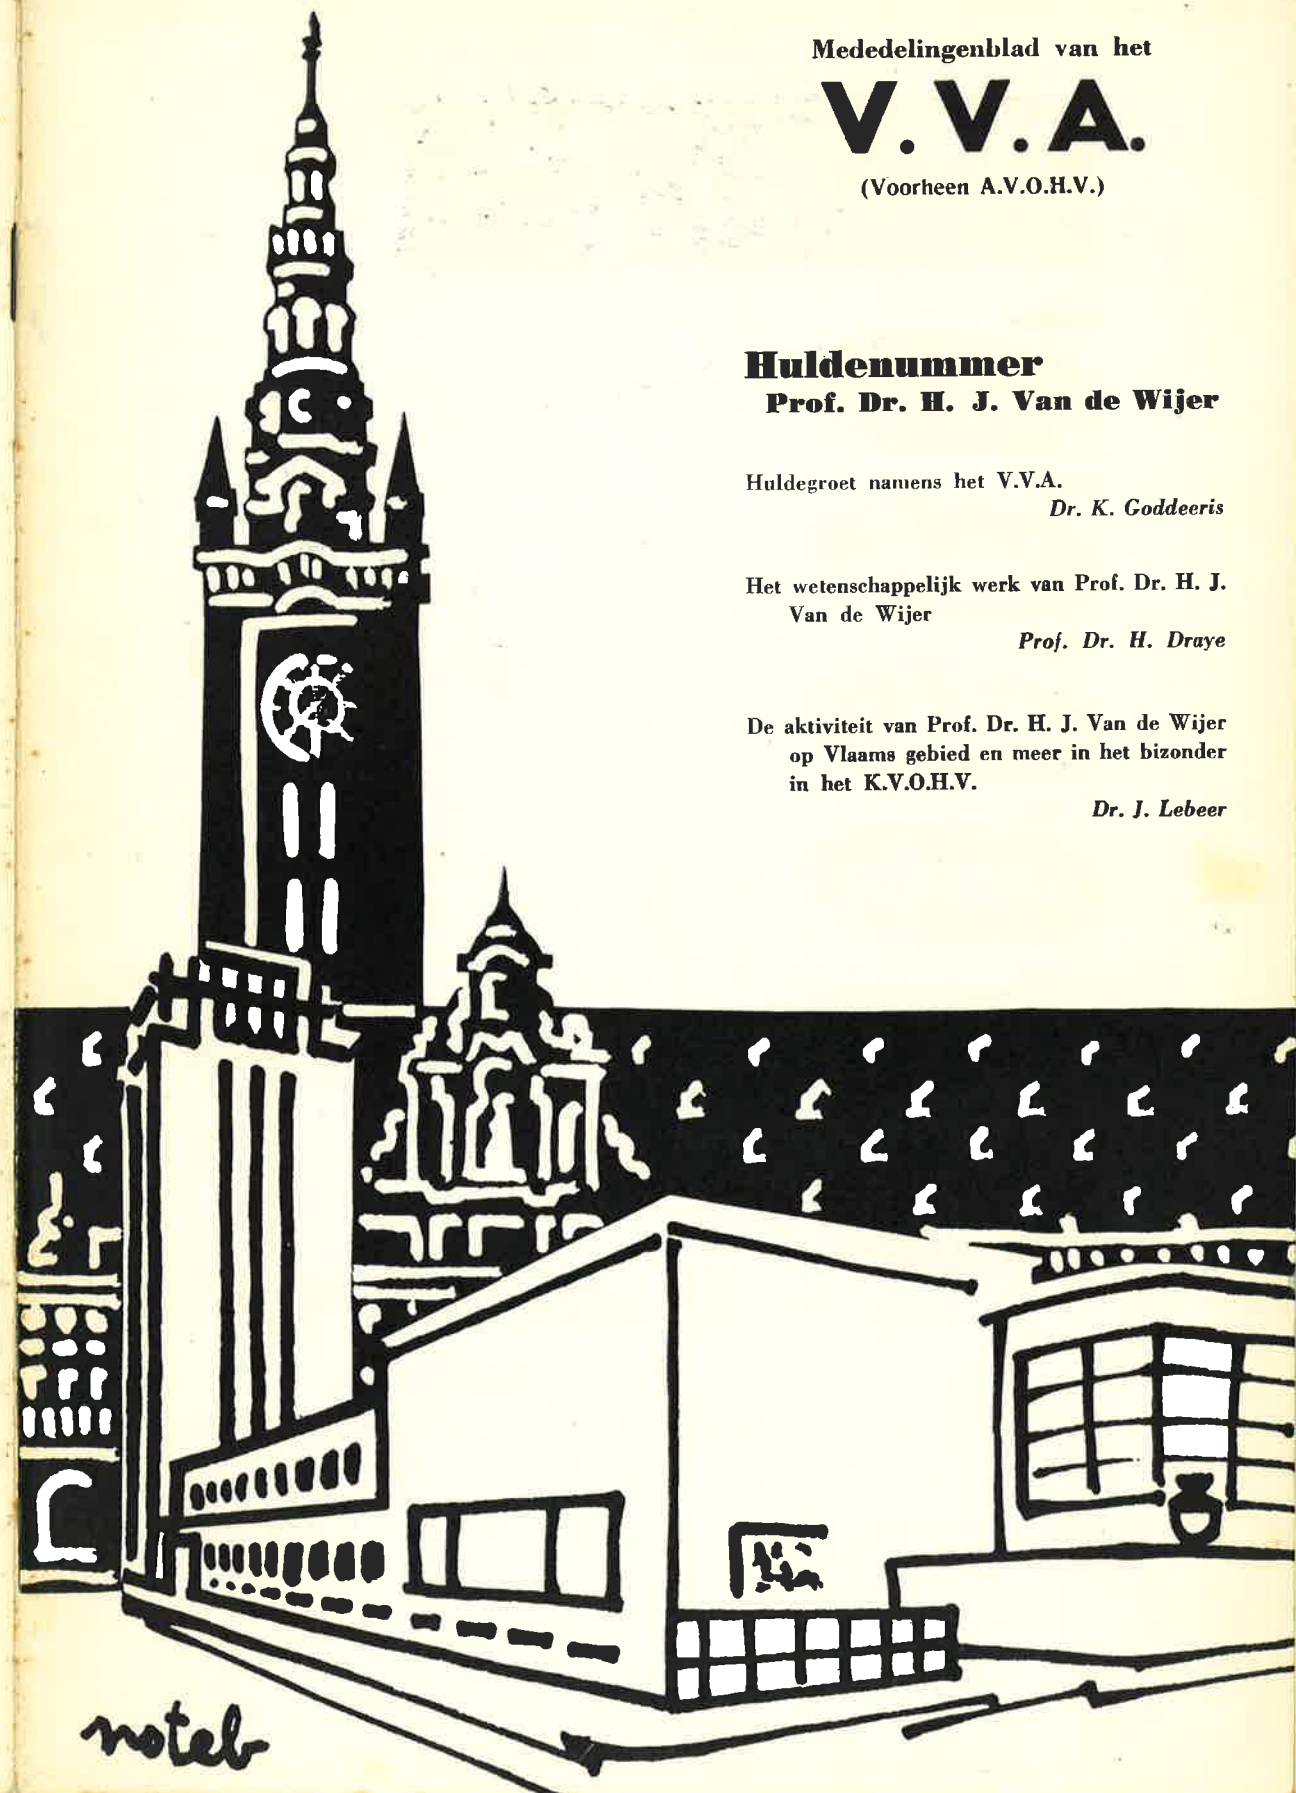 Mededelingenblad van het
V. V. A.
(Voorheen A.V.O.H.V.)
Huldenummer
Prof. Dr. H. J. Van de Wijer
Huldegroet namens het V.V.A.
Dr. K. Goddeeris
Het wetenschappelijk werk van Prof. Dr. H. J.
Van de Wijer
Prof. Dr. H. Draye
De aktiviteit van Prof. Dr. H. J. Van de Wijer
op Vlaams gebied en meer in het bizonder
in het K.V.O.H.V.
Dr. J. Lebeer
noteb